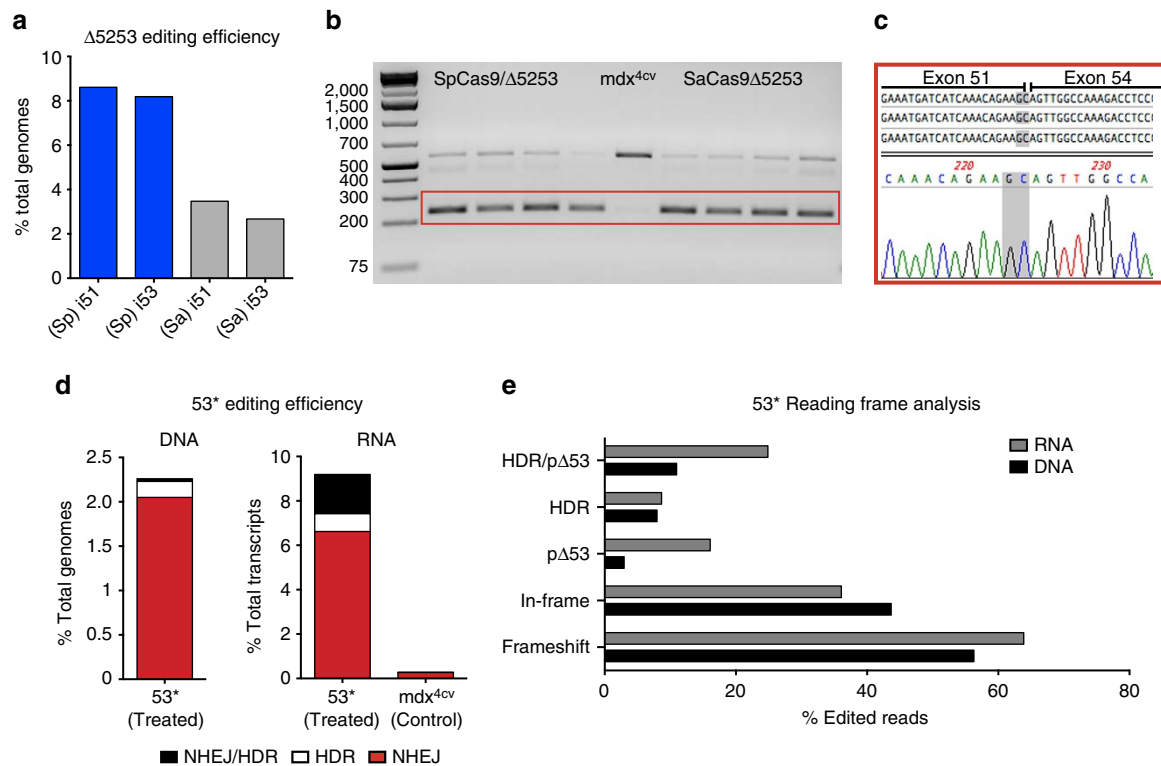 a
Δ5253 editing efficiency
% total genomes
10
8
6
4
2
0
(Sp) i51
(Sp) i53
(Sa) i51
(Sa) i53
b
SpCas9/Δ5253
mdx4cv
SaCas9Δ5253
2,000
1,500
1,000
700
500
400
300
200
75
c
Exon 51
Exon 54
GAAATGATCATCAAACAGAAGCAGTTGGCCAAAGACCTCC
GAAATGATCATCAAACAGAAGCAGTTGGCCAAAGACCTCC
GAAATGATCATCAAACAGAAGCAGTTGGCCAAAGACCTCC
220
230
CAAACAGAAGCAGTTGGCCA
d
53* editing efficiency
DNA
RNA
% Total genomes
2.5
2.0
1.5
1
0.5
0
53*
(Treated)
% Total transcripts
10
8
6
4
2
0
53*
(Treated)
mdx4cv
(Control)
NHEJ/HDR
HDR
NHEJ
e
53* Reading frame analysis
HDR/pΔ53
HDR
pΔ53
In-frame
Frameshift
RNA
DNA
0
20
40
60
80
% Edited reads